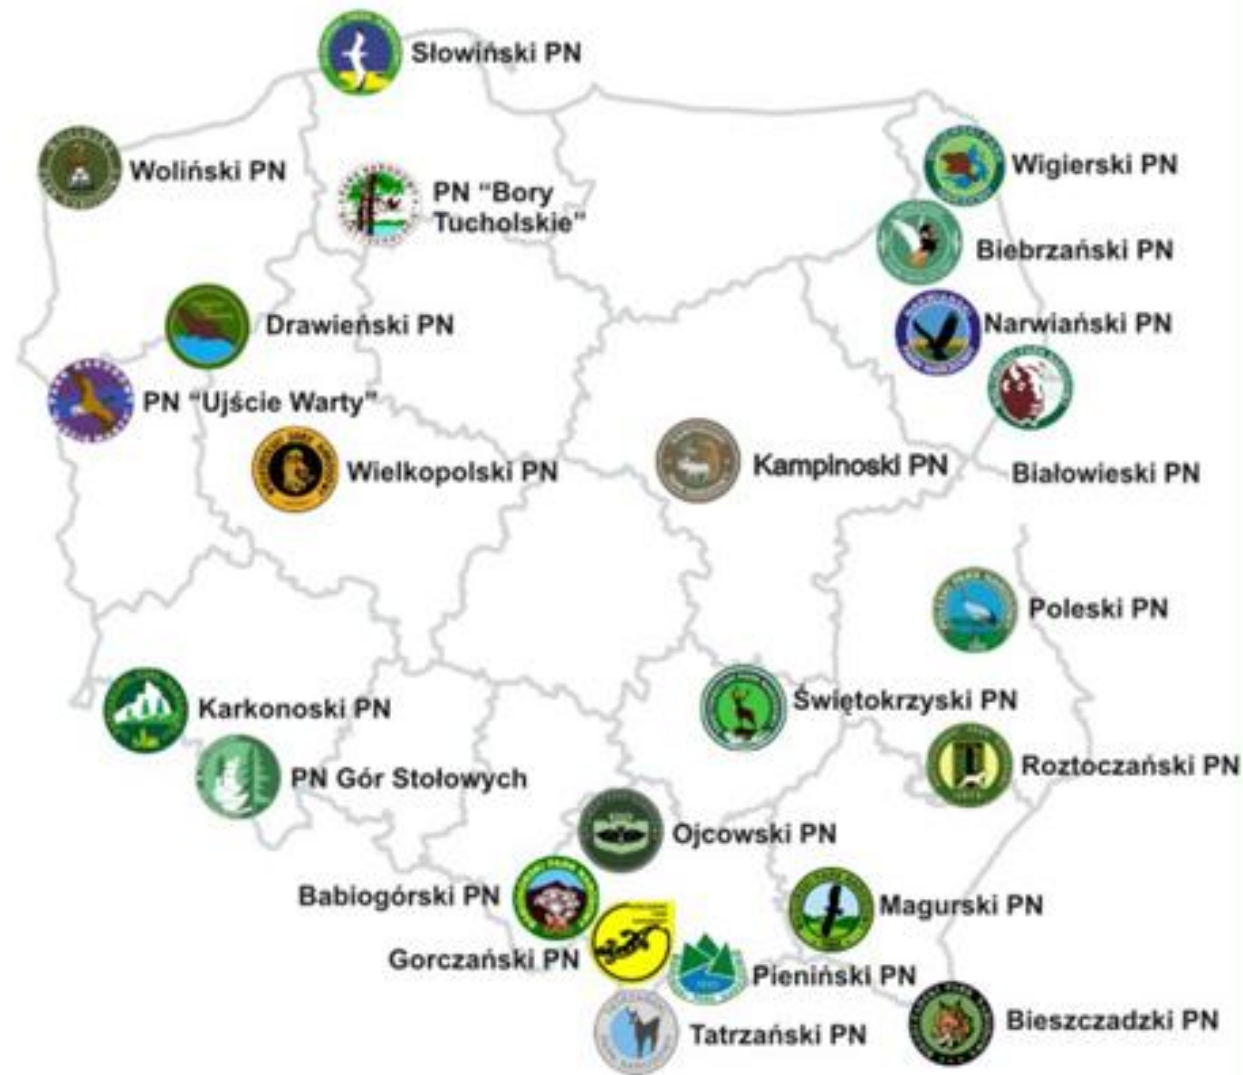 Słowiński PN
Woliński PN
Wigierski PN
PN “Bory
Tucholskie”
Biebrzański PN
Drawieński PN
Narwiański PN
PN “Ujście Warty”
Wielkopolski PN
Kampinoski PN
Białowieski PN
Poleski PN
Karkonoski PN
Świętokrzyski PN
PN Gór Stołowych
Roztoczański PN
Ojcowski PN
Babiogórski PN
Magurski PN
Gorczański PN
Pieniński PN
Tatrzański PN
Bieszczadzki PN